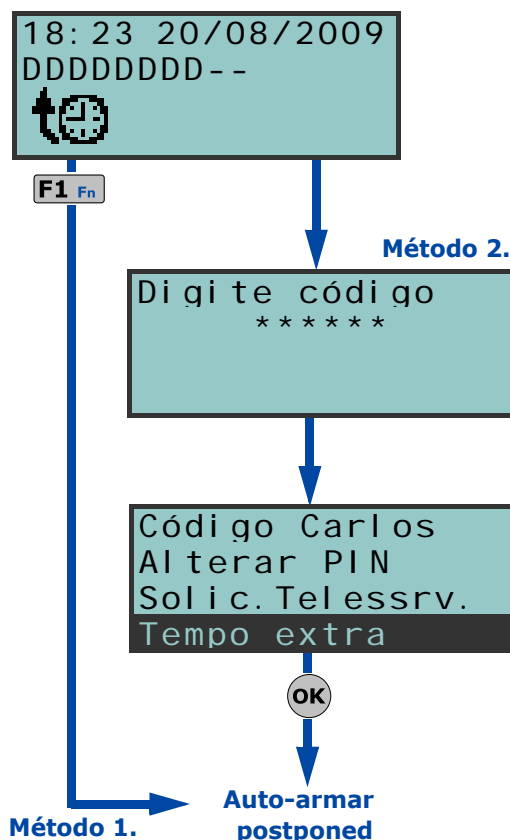 18:23 20/08/2009
DDDDDDDD--
F1 Fn
Método 2.
Digite código
******
Código Carlos
Alterar PIN
Solic.Telessrv.
Tempo extra
OK
Auto-armar
postponed
Método 1.